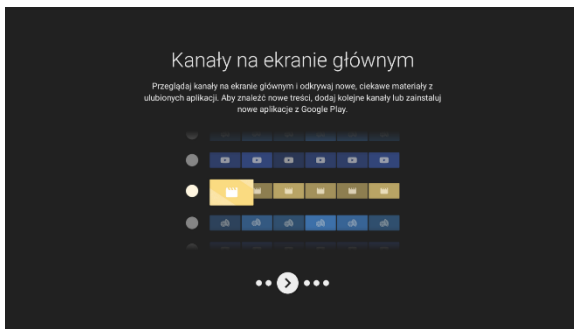 Kanały na ekranie głównym
Przeglądaj kanały na ekranie głównym i odkrywaj nowe, ciekawe materiały z
ulubionych aplikacji. Aby znaleźć nowe treści, dodaj kolejne kanały lub zainstaluj
nowe aplikacje z Google Play.